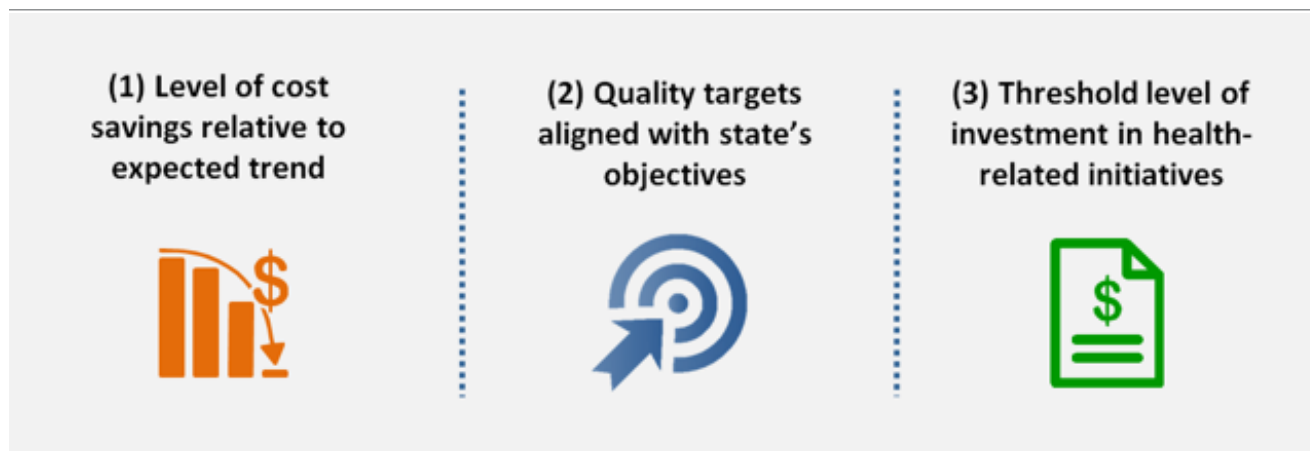 (1) Level of cost
savings relative to
expected trend
$
(2) Quality targets
aligned with state's
objectives
(3) Threshold level of
investment in health-
related initiatives
$